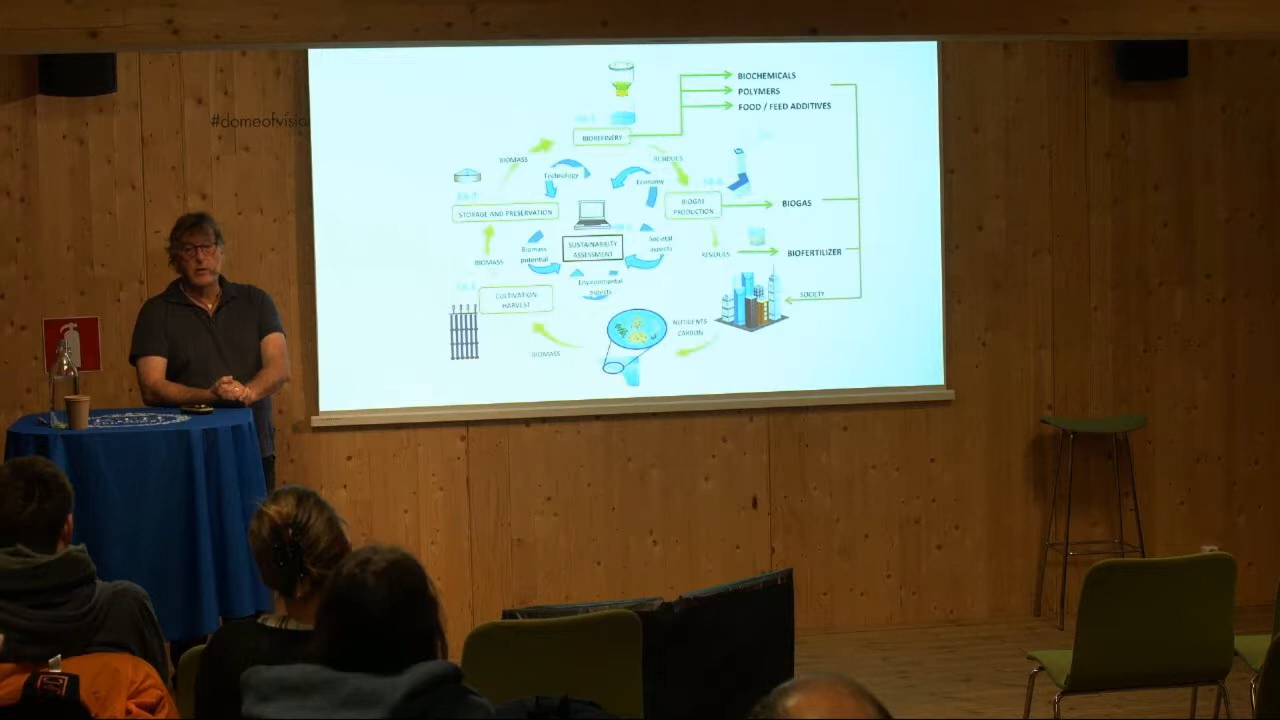 #domeofvisio
BIOCHEMICALS
POLYMERS
FOOD / FEED ADDITIVES
BIOREFINERY
BIOMASS
RESIDUES
Technology
Economy
STORAGE AND PRESERVATION
BIOGAS
PRODUCTION
BIOGAS
SUSTAINABILITY
ASSESSMENT
Biomass
potential
Societal
aspects
BIOMASS
RESIDUES
BIOFERTILIZER
Environmental
aspects
CULTIVATION
HARVEST
SOCIETY
NUTRIENTS
CARBON
BIOMASS